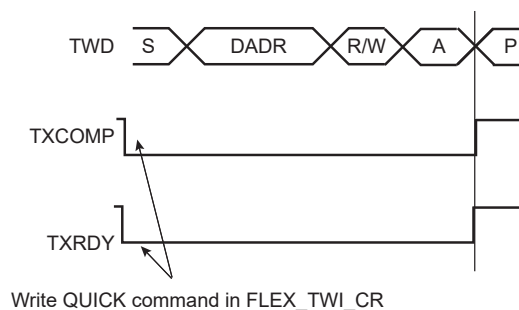 TWD S DADR R/W A P
TXCOMP
TXRDY
Write QUICK command in FLEX_TWI_CR